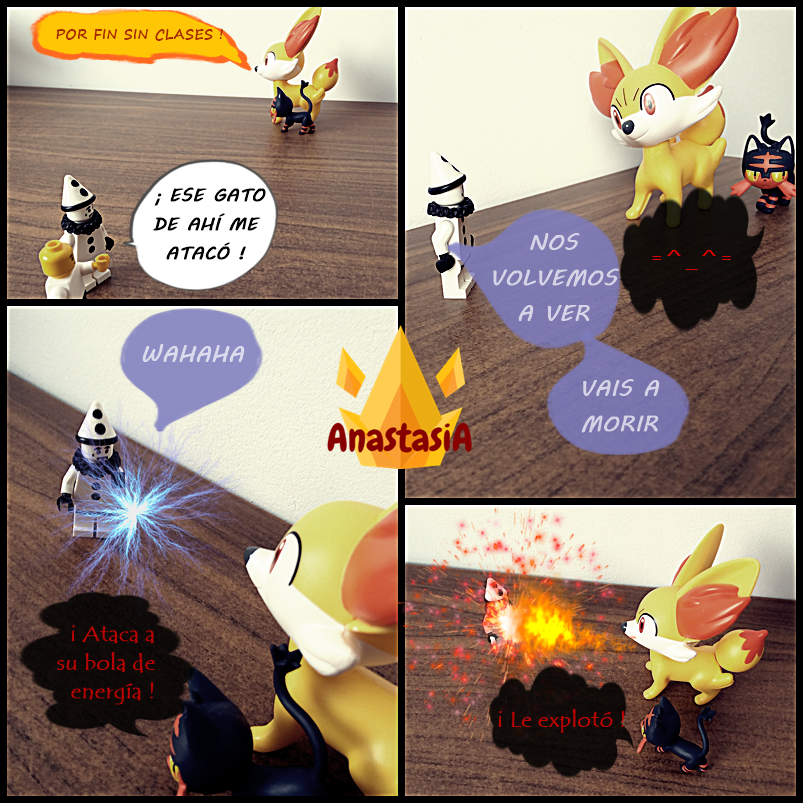 POR FIN SIN CLASES !
¡ ESE GATO
DE AHÍ ME
ATACÓ !
NOS
VOLVEMOS
A VER
=^_^=
VAIS A
MORIR
WAHAHA
AnastasiA
¡ Ataca a
su bola de
energía !
¡ Le explotó !